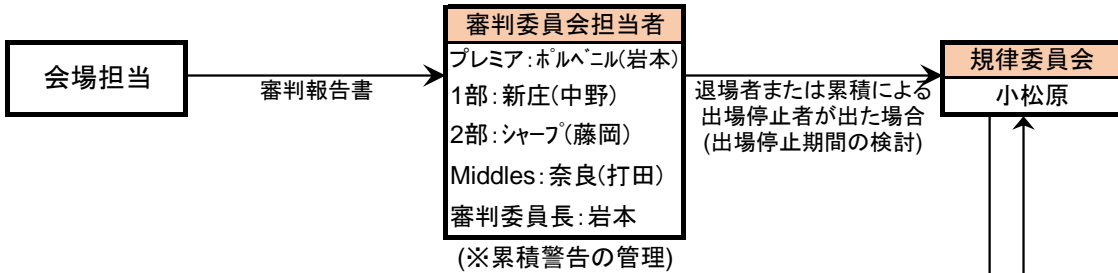 会場担当
審判報告書
審判委員会担当者
プレミア:ポルベニル(岩本)
1部:新庄(中野)
2部:シャープ(藤岡)
Middles:奈良(打田)
審判委員長:岩本
(※累積警告の管理)
退場者または累積による
出場停止者が出た場合
(出場停止期間の検討)
規律委員会
小松原